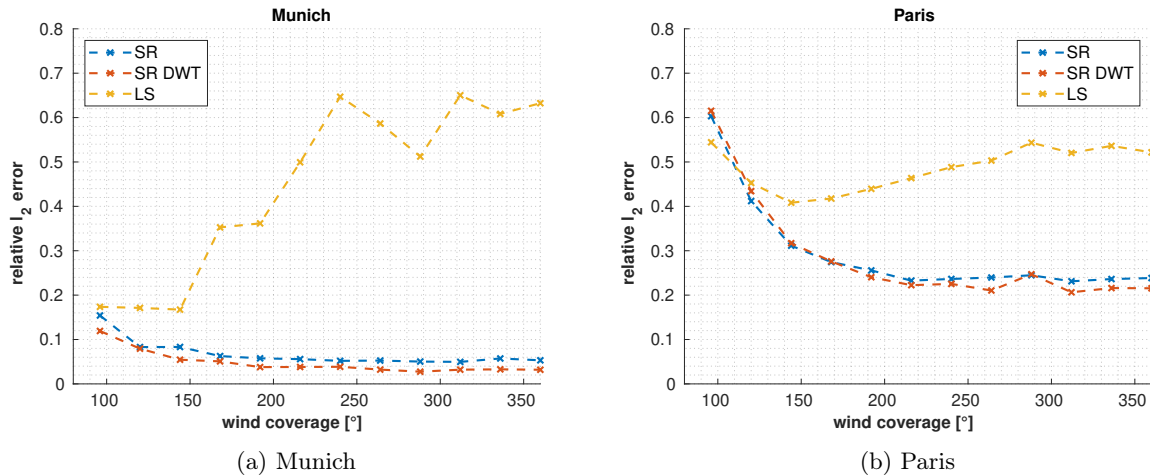 Munich
0.8
0.7
0.6
0.5
0.4
0.3
0.2
0.1
0
relative l₂ error
SR
SR DWT
LS
100 150 200 250 300 350
wind coverage [°]
(a) Munich
Paris
0.8
0.7
0.6
0.5
0.4
0.3
0.2
0.1
0
relative l₂ error
SR
SR DWT
LS
100 150 200 250 300 350
wind coverage [°]
(b) Paris